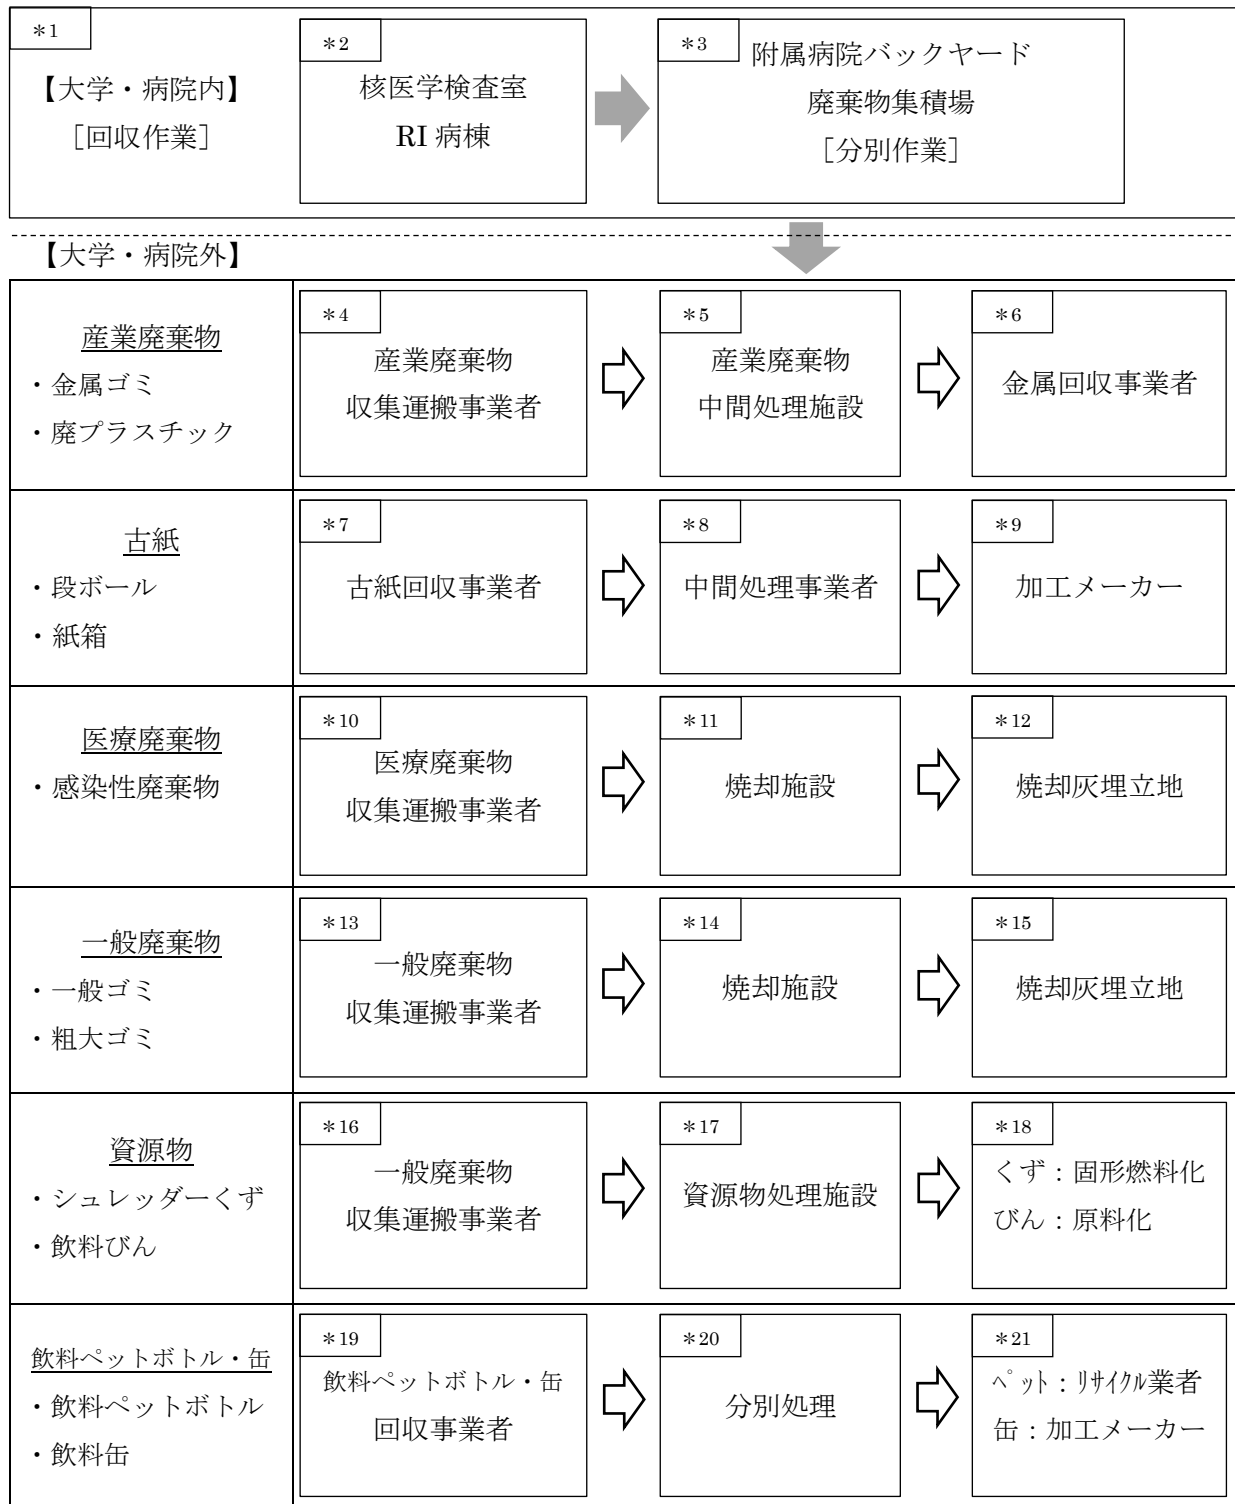 ＊1
【大学・病院内】
［回収作業］
＊2
核医学検査室
RI 病棟
＊3
附属病院バックヤード
廃棄物集積場
［分別作業］
【大学・病院外】
産業廃棄物
・金属ゴミ
・廃プラスチック
＊4
産業廃棄物
収集運搬事業者
＊5
産業廃棄物
中間処理施設
＊6
金属回収事業者
古紙
・段ボール
・紙箱
＊7
古紙回収事業者
＊8
中間処理事業者
＊9
加工メーカー
医療廃棄物
・感染性廃棄物
＊10
医療廃棄物
収集運搬事業者
＊11
焼却施設
＊12
焼却灰埋立地
一般廃棄物
・一般ゴミ
・粗大ゴミ
＊13
一般廃棄物
収集運搬事業者
＊14
焼却施設
＊15
焼却灰埋立地
資源物
・シュレッダーくず
・飲料びん
＊16
一般廃棄物
収集運搬事業者
＊17
資源物処理施設
＊18
くず：固形燃料化
びん：原料化
飲料ペットボトル・缶
・飲料ペットボトル
・飲料缶
＊19
飲料ペットボトル・缶
回収事業者
＊20
分別処理
＊21
ﾍﾟｯﾄ：ﾘｻｲｸﾙ業者
缶：加工メーカー